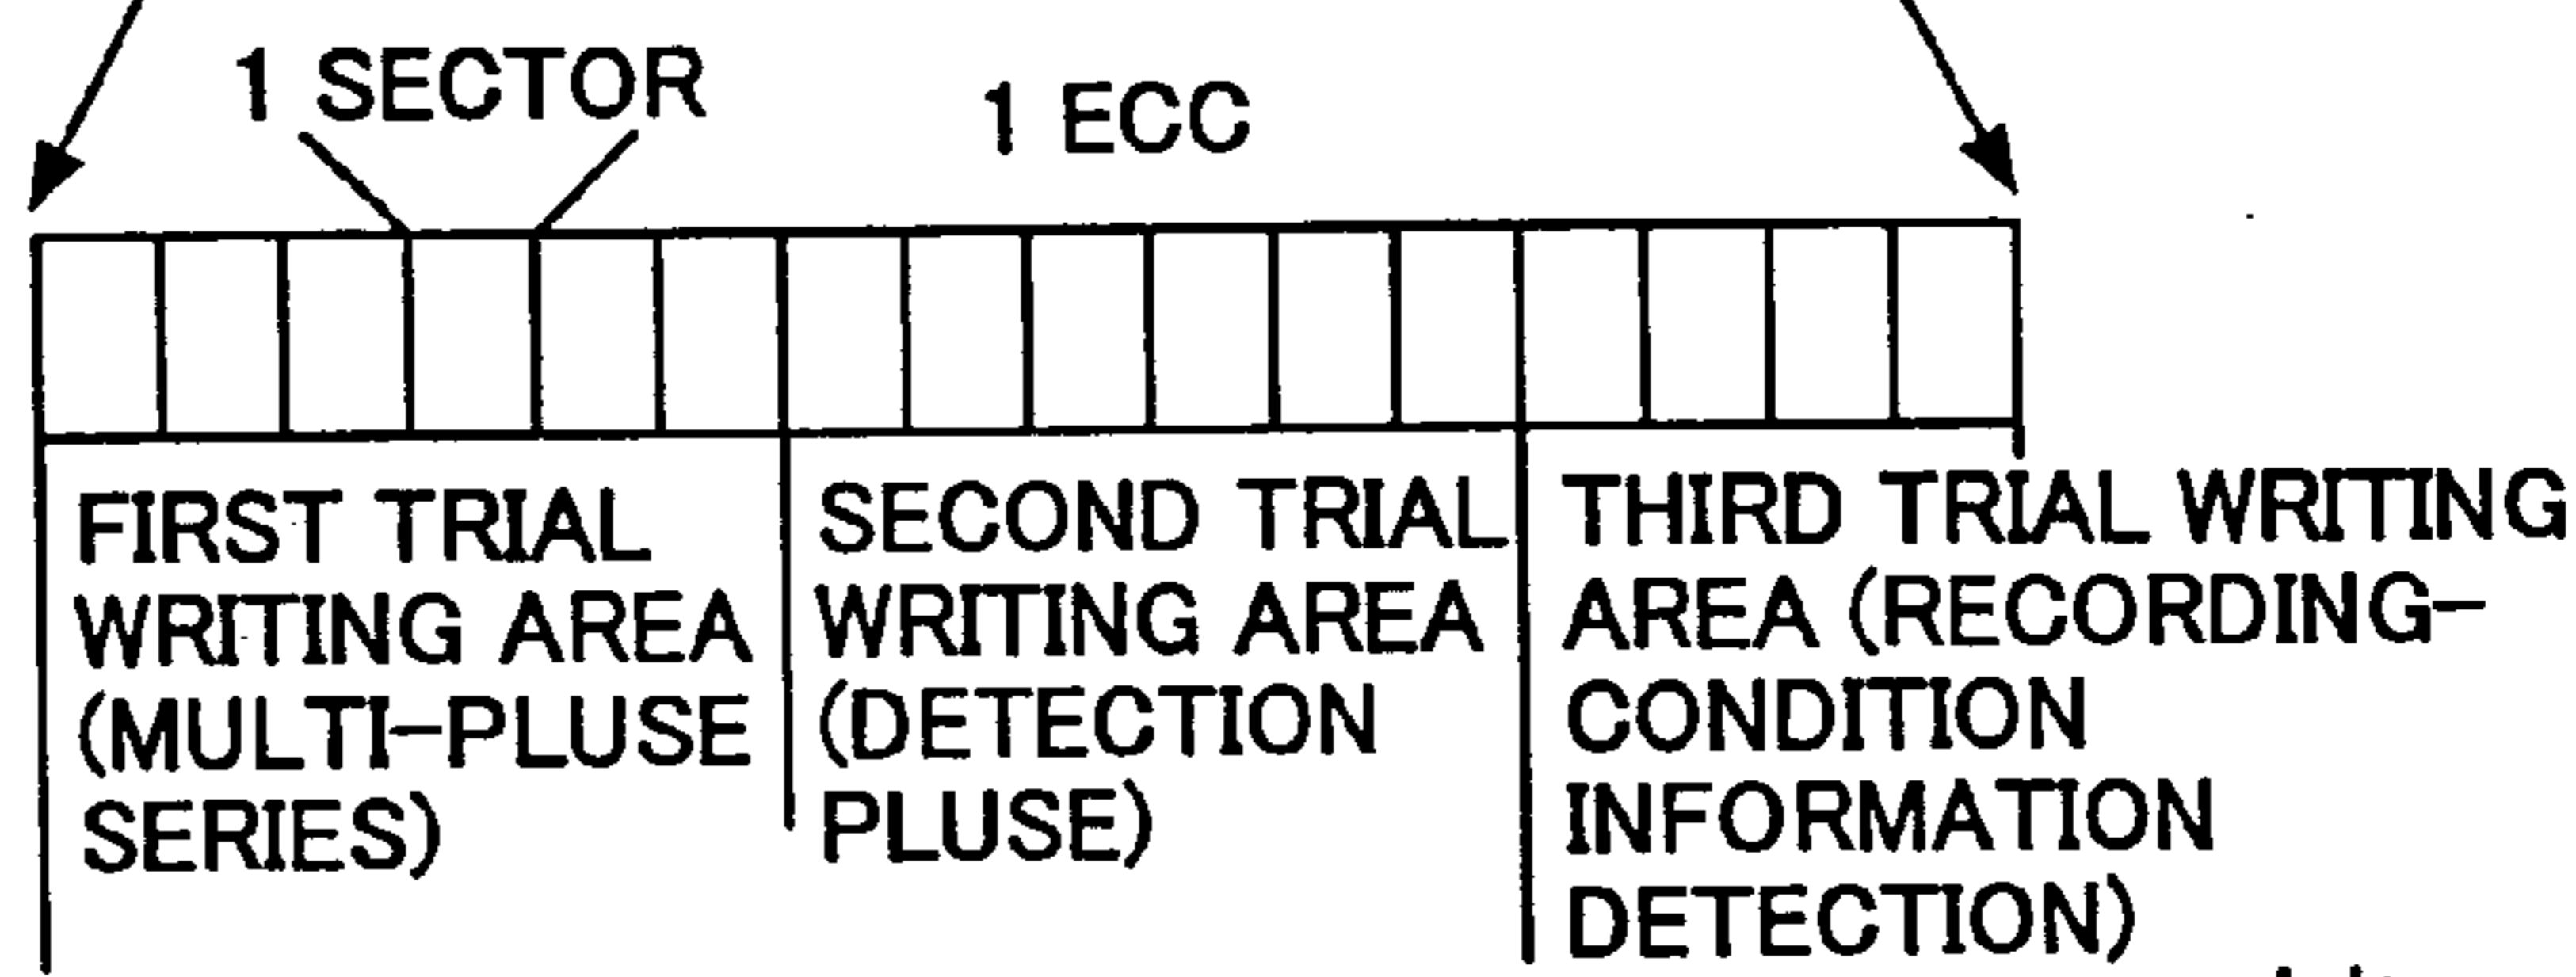 1 SECTOR
1 ECC
FIRST TRIAL
WRITING AREA
(MULTI-PLUSE
SERIES)
SECOND TRIAL
WRITING AREA
(DETECTION
PLUSE)
THIRD TRIAL WRITING
AREA (RECORDING-
CONDITION
INFORMATION
DETECTION)